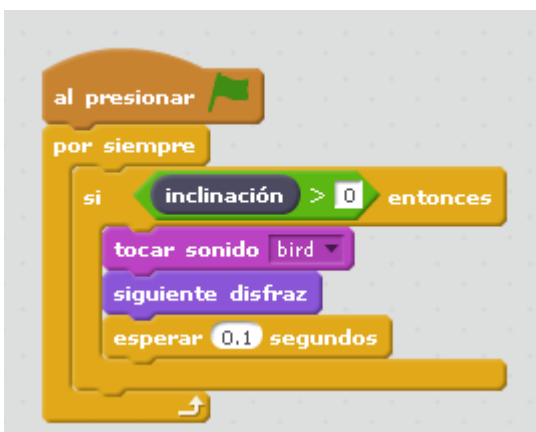 al presionar
por siempre
si inclinación > 0 entonces
tocar sonido bird
siguiente disfraz
esperar 0.1 segundos